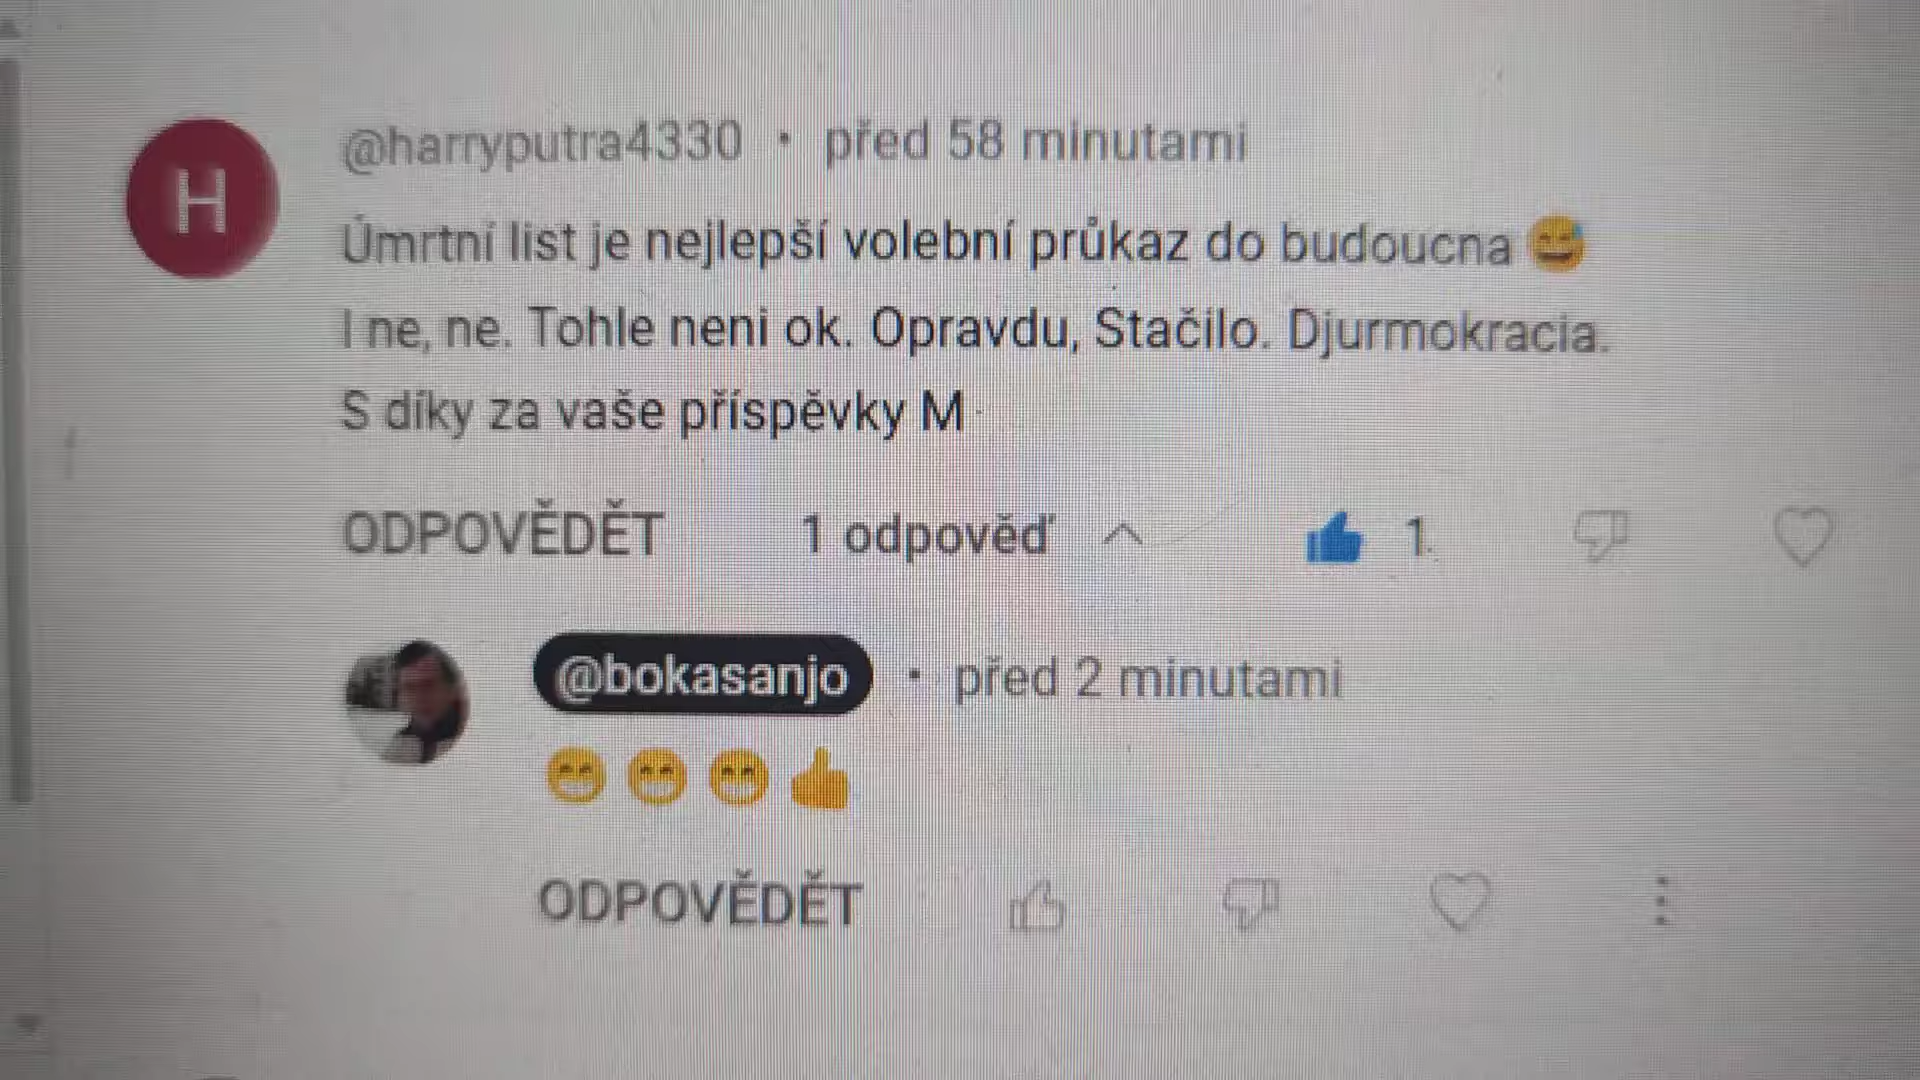 H
@harryputra4330 • před 58 minutami
Úmrtní list je nejlepší volební průkaz do budoucna 😅
I ne, ne. Tohle neni ok. Opravdu, Stačilo. Djurmokracia.
S díky za vaše příspěvky M
ODPOVĚDĚT 1 odpověď 1
@bokasanjo • před 2 minutami
😁 😁 😁 👍
ODPOVĚDĚT